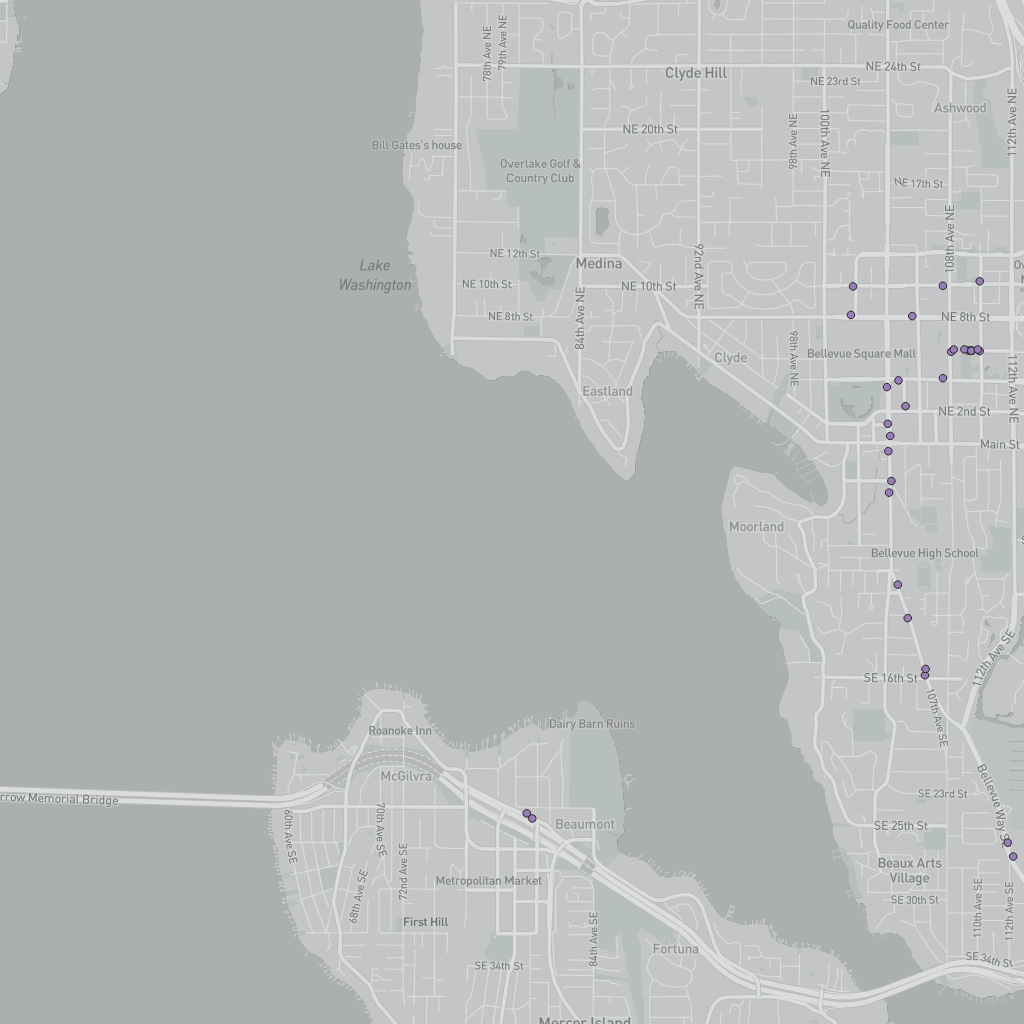 Quality Food Center
78th Ave NE
79th Ave NE
NE 24th St
Clyde Hill
NE 23rd St
112th Ave NE
Ashwood
100th Ave NE
98th Ave NE
NE 20th St
Bill Gates's house
Overlake Golf &
Country Club
NE 17th St
108th Ave NE
92nd Ave NE
NE 12th St
Medina
Lake
Washington
NE 10th St
NE 10th St
84th Ave NE
NE 8th St
NE 8th St
98th Ave NE
Clyde
Bellevue Square Mall
112th Ave NE
Eastland
NE 2nd St
Main St
Moorland
Bellevue High School
112th Ave SE
SE 16th St
107th Ave SE
Dairy Barn Ruins
Roanoke Inn
McGilvra
rrow Memorial Bridge
60th Ave SE
70th Ave SE
72nd Ave SE
68th Ave SE
Beaumont
SE 23rd St
Bellevue Way S
SE 25th St
Beaux Arts
Village
Metropolitan Market
SE 30th St
110th Ave SE
112th Ave SE
First Hill
84th Ave SE
Fortuna
SE 34th St
SE 34th St
Mercer Island